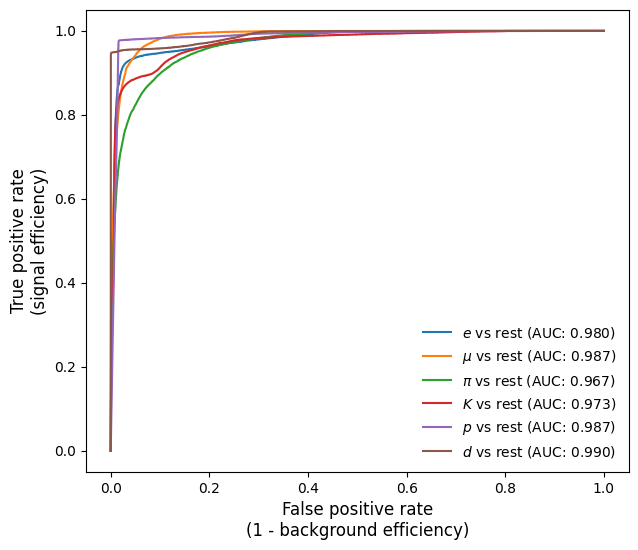 1.0
0.8
0.6
0.4
0.2
0.0
True positive rate
(signal efficiency)
e vs rest (AUC: 0.980)
μ vs rest (AUC: 0.987)
π vs rest (AUC: 0.967)
K vs rest (AUC: 0.973)
p vs rest (AUC: 0.987)
d vs rest (AUC: 0.990)
0.0 0.2 0.4 0.6 0.8 1.0
False positive rate
(1 - background efficiency)